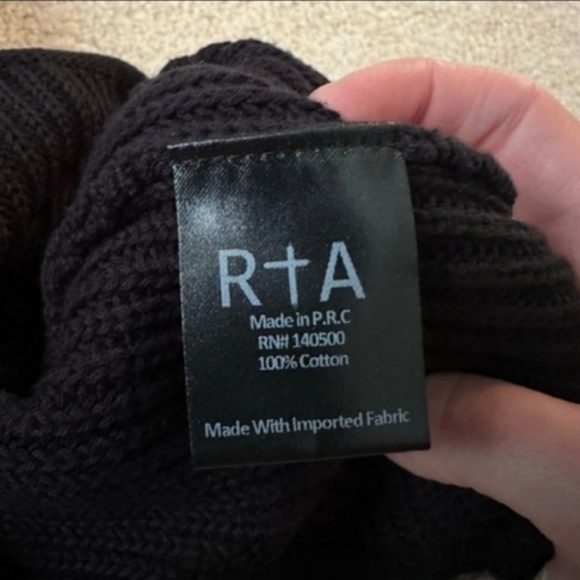 R†A
Made in P.R.C
RN# 140500
100% Cotton
Made With Imported Fabric